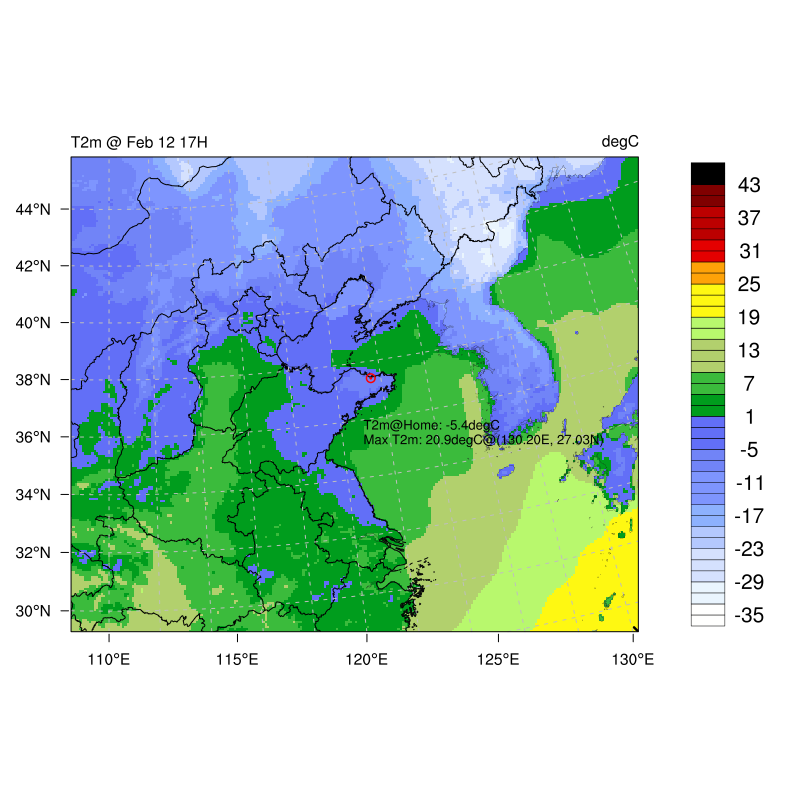 T2m @ Feb 12 17H
degC
44°N
42°N
40°N
38°N
36°N
34°N
32°N
30°N
T2m@Home: -5.4degC
Max T2m: 20.9degC@(130.20E, 27.03N)
110°E
115°E
120°E
125°E
130°E
43
37
31
25
19
13
7
1
-5
-11
-17
-23
-29
-35